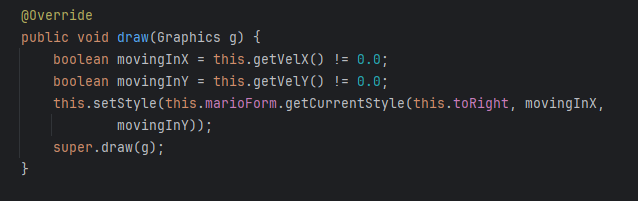 @Override
public void draw(Graphics g) {
    boolean movingInX = this.getVelX() != 0.0;
    boolean movingInY = this.getVelY() != 0.0;
    this.setStyle(this.marioForm.getCurrentStyle(this.toRight, movingInX,
            movingInY));
    super.draw(g);
}